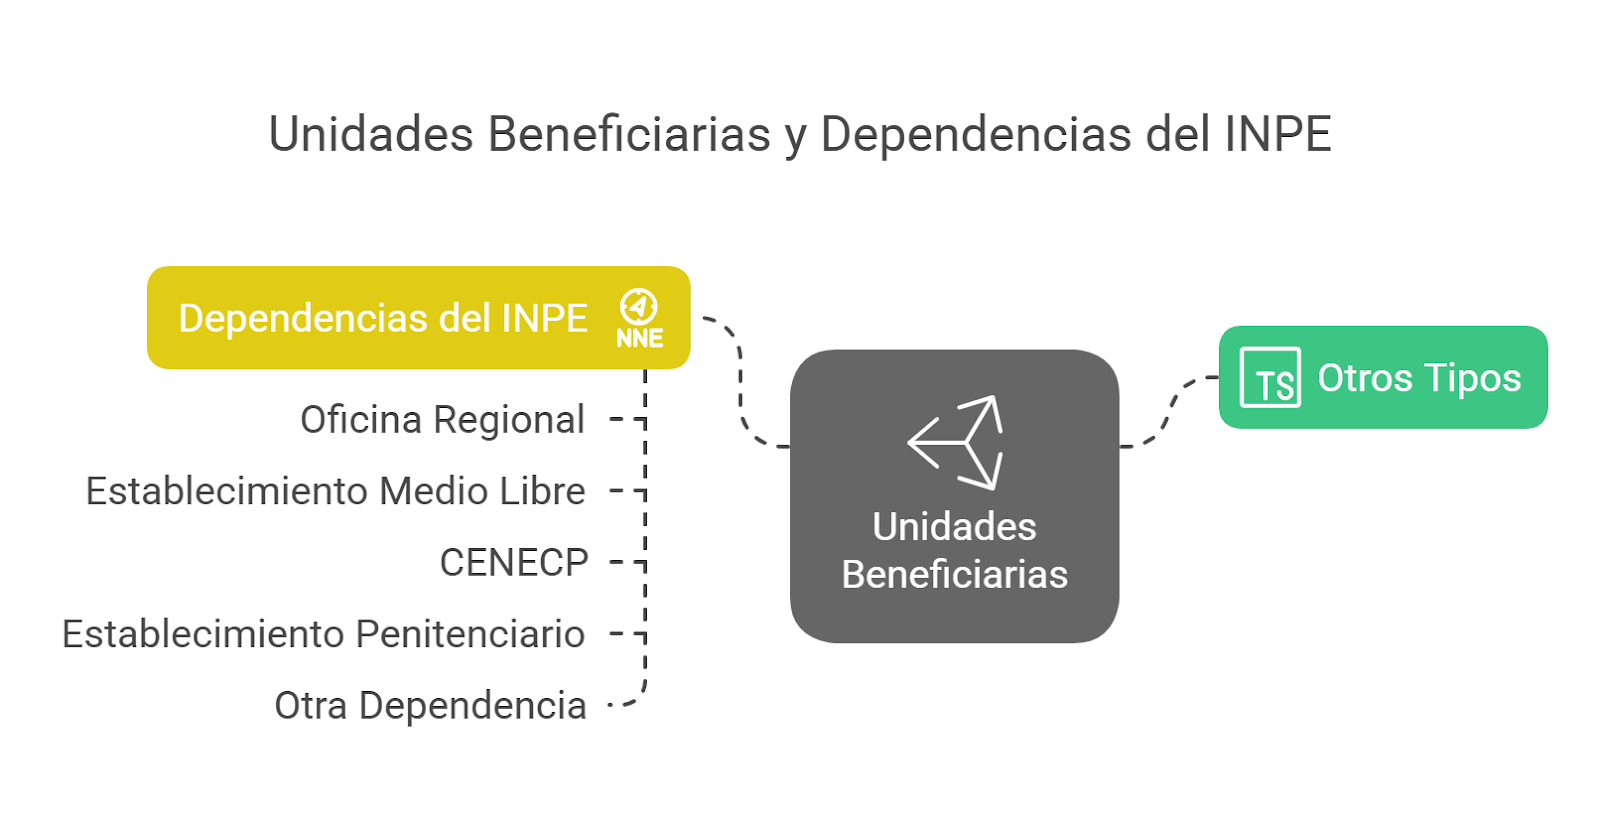 Unidades Beneficiarias y Dependencias del INPE
Dependencias del INPE
NNE
Oficina Regional
Establecimiento Medio Libre
CENECP
Establecimiento Penitenciario
Otra Dependencia
Unidades
Beneficiarias
TS
Otros Tipos